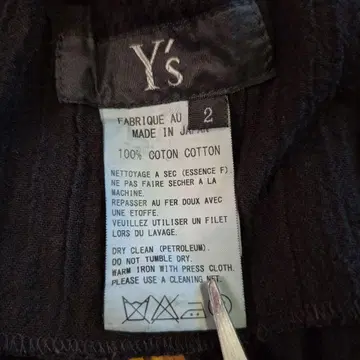 Y's
FABRIQUE AU
2
MADE IN JAPAN
100% COTON COTTON
NETTOYAGE A SEC (ESSENCE F)
NE PAS FAIRE SECHER A LA
MACHINE.
REPASSER AU FER DOUX AVEC
UNE ETOFFE.
VEUILLEZ UTILISER UN FILET
LORS DU LAVAGE.
DRY CLEAN (PETROLEUM).
DO NOT TUMBLE DRY.
WARM IRON WITH PRESS CLOTH.
PLEASE USE A CLEANING NET.